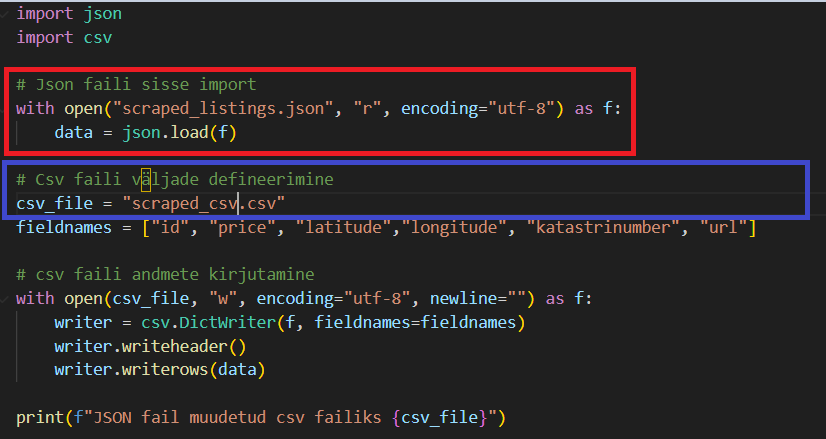 import json
import csv
# Json faili sisse import
with open("scraped_listings.json", "r", encoding="utf-8") as f:
    data = json.load(f)
# Csv faili väljade defineerimine
csv_file = "scraped_csv.csv"
fieldnames = ["id", "price", "latitude","longitude", "katastrinumber", "url"]
# csv faili andmete kirjutamine
with open(csv_file, "w", encoding="utf-8", newline="") as f:
    writer = csv.DictWriter(f, fieldnames=fieldnames)
    writer.writeheader()
    writer.writerows(data)
print(f"JSON fail muudetud csv failiks {csv_file}")